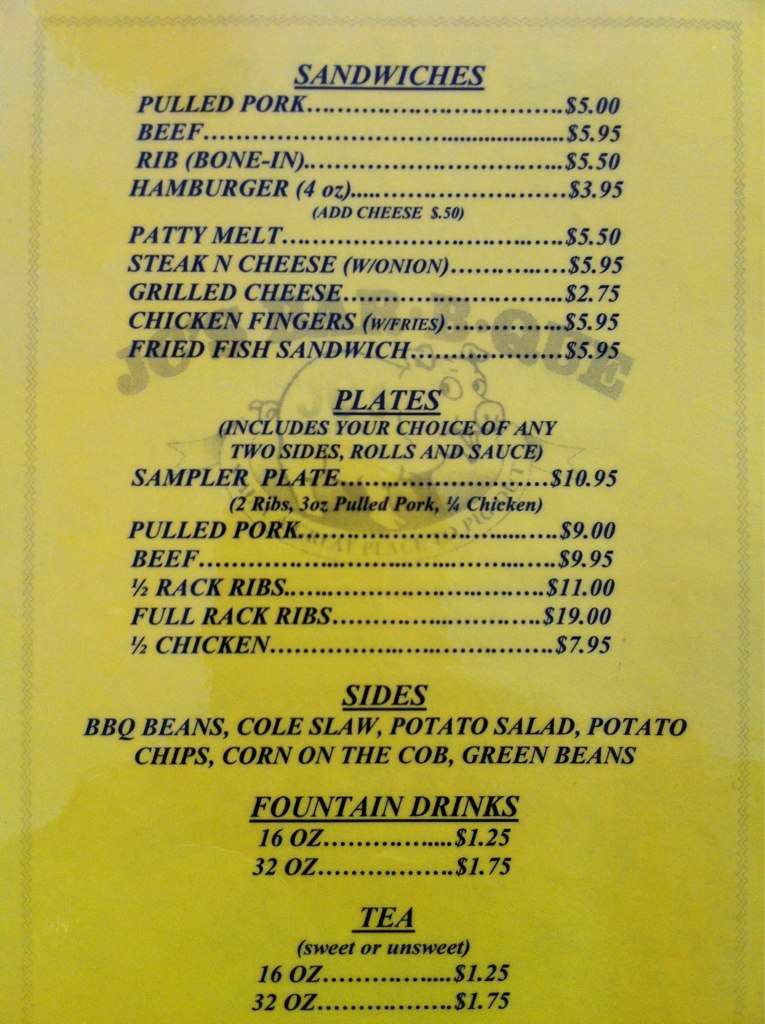 SANDWICHES
PULLED PORK.................................$5.00
BEEF.............................................$5.95
RIB (BONE-IN)................................$5.50
HAMBURGER (4 oz)..........................$3.95
(ADD CHEESE $.50)
PATTY MELT...................................$5.50
STEAK N CHEESE (W/ONION)..............$5.95
GRILLED CHEESE............................$2.75
CHICKEN FINGERS (W/FRIES)..............$5.95
FRIED FISH SANDWICH....................$5.95
PLATES
(INCLUDES YOUR CHOICE OF ANY
TWO SIDES, ROLLS AND SAUCE)
SAMPLER PLATE...........................$10.95
(2 Ribs, 3oz Pulled Pork, ¼ Chicken)
PULLED PORK................................$9.00
BEEF.............................................$9.95
½ RACK RIBS.................................$11.00
FULL RACK RIBS...........................$19.00
½ CHICKEN....................................$7.95
SIDES
BBQ BEANS, COLE SLAW, POTATO SALAD, POTATO
CHIPS, CORN ON THE COB, GREEN BEANS
FOUNTAIN DRINKS
16 OZ.................$1.25
32 OZ.................$1.75
TEA
(sweet or unsweet)
16 OZ.................$1.25
32 OZ.................$1.75